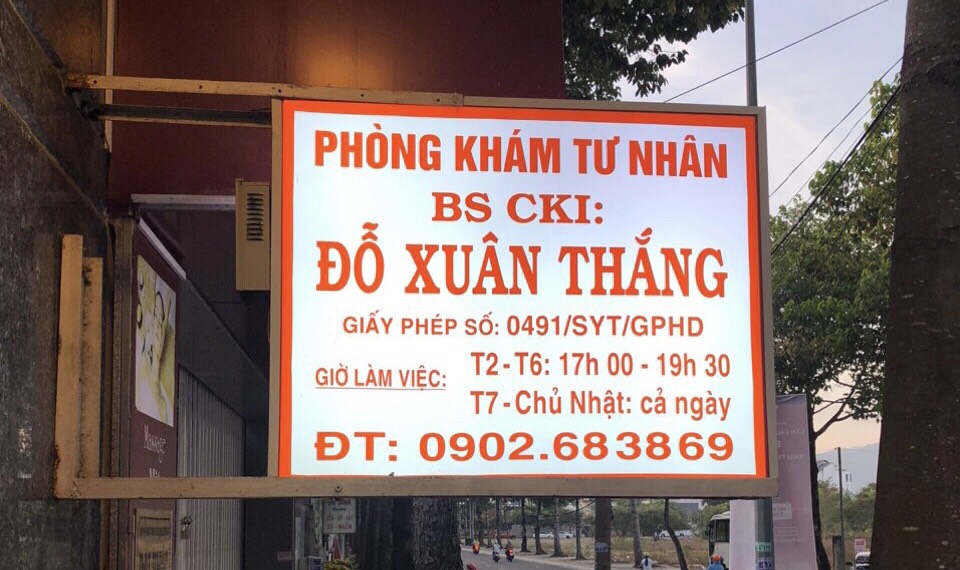 PHÒNG KHÁM TƯ NHÂN
BS CKI:
ĐỖ XUÂN THẮNG
GIẤY PHÉP SỐ: 0491/SYT/GPHD
GIỜ LÀM VIỆC:
T2 - T6: 17h 00 - 19h 30
T7 - Chủ Nhật: cả ngày
ĐT: 0902.683869
Massage